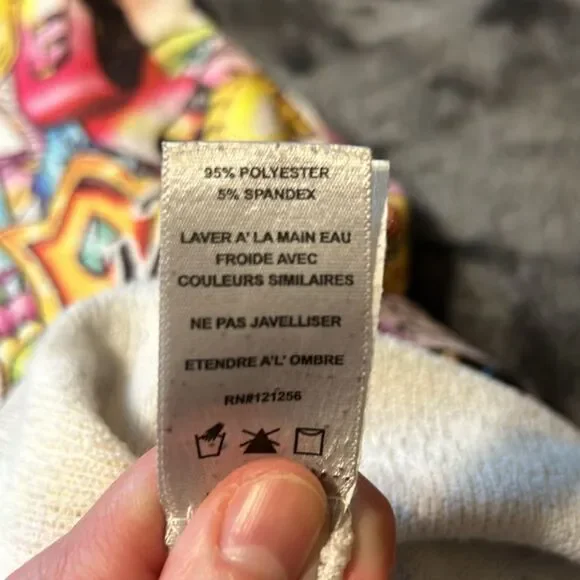 95% POLYESTER
5% SPANDEX
LAVER A' LA MAIN EAU
FROIDE AVEC
COULEURS SIMILAIRES
NE PAS JAVELLISER
ETENDRE A'L' OMBRE
RN#121256